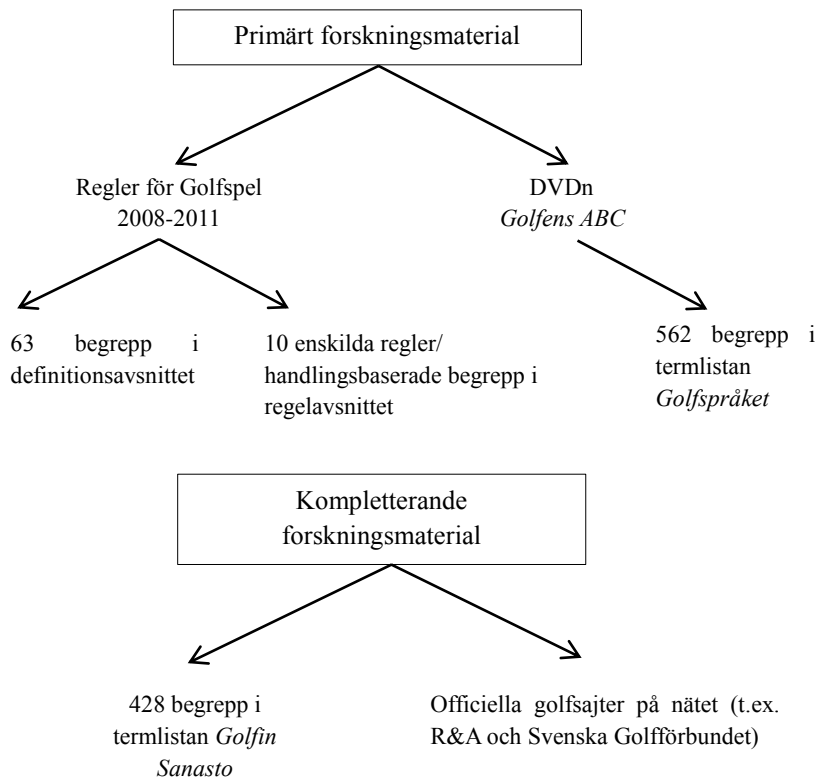 Primärt forskningsmaterial
Regler för Golfspel
2008-2011
DVDn
Golfens ABC
63 begrepp i
definitionsavsnittet
10 enskilda regler/
handlingsbaserade begrepp i
regelavsnittet
562 begrepp i
termlistan
Golfspråket
Kompletterande
forskningsmaterial
428 begrepp i
termlistan Golfin
Sanasto
Officiella golfsajter på nätet (t.ex.
R&A och Svenska Golfförbundet)